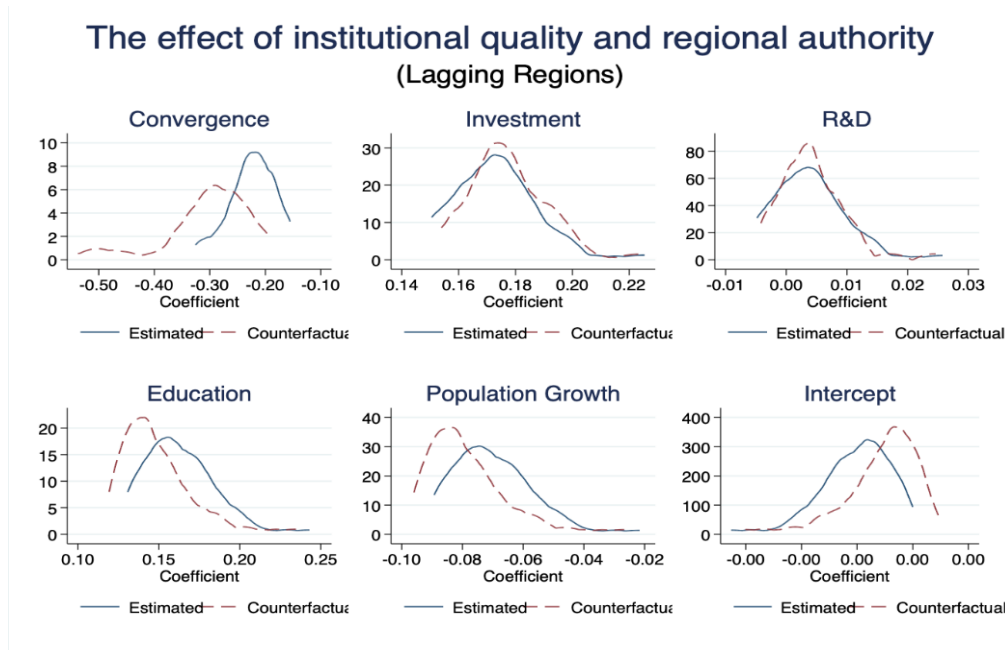 The effect of institutional quality and regional authority
(Lagging Regions)
Convergence
10
8
6
4
2
0
-0.50 -0.40 -0.30 -0.20 -0.10
Coefficient
Estimated Counterfactua
Investment
30
20
10
0
0.14 0.16 0.18 0.20 0.22
Coefficient
Estimated Counterfactua
R&D
80
60
40
20
0
-0.01 0.00 0.01 0.02 0.03
Coefficient
Estimated Counterfactual
Education
20
15
10
5
0
0.10 0.15 0.20 0.25
Coefficient
Estimated Counterfactua
Population Growth
40
30
20
10
0
-0.10 -0.08 -0.06 -0.04 -0.02
Coefficient
Estimated Counterfactua
Intercept
400
300
200
100
0
-0.00 -0.00 0.00 0.00 0.00
Coefficient
Estimated Counterfactual